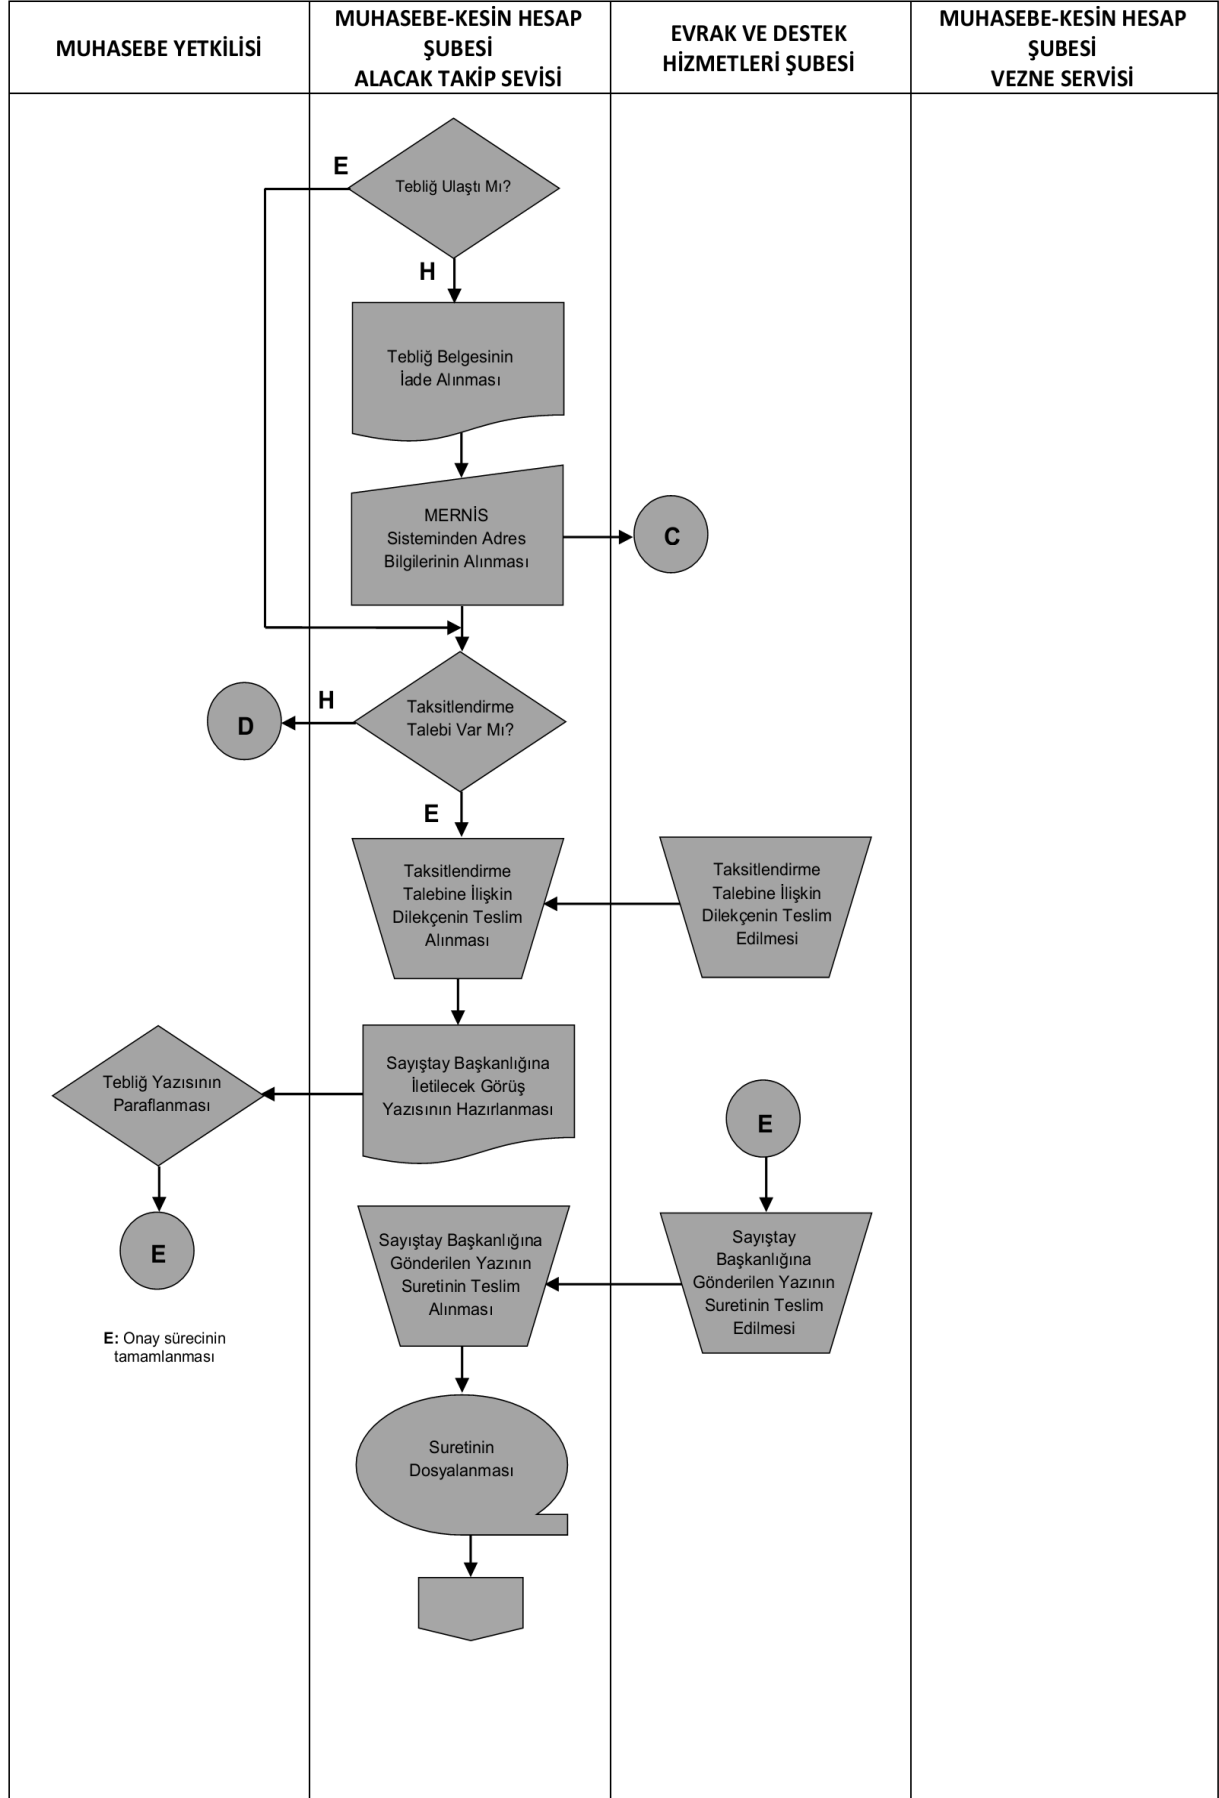 MUHASEBE YETKİLİSİ
MUHASEBE-KESİN HESAP
ŞUBESİ
ALACAK TAKİP SEVİSİ
EVRAK VE DESTEK
HİZMETLERİ ŞUBESİ
MUHASEBE-KESİN HESAP
ŞUBESİ
VEZNE SERVİSİ
E
Tebliğ Ulaştı Mı?
H
Tebliğ Belgesinin
İade Alınması
MERNİS
Sisteminden Adres
Bilgilerinin Alınması
C
D
H
Taksitlendirme
Talebi Var Mı?
E
Taksitlendirme
Talebine İlişkin
Dilekçenin Teslim
Alınması
Taksitlendirme
Talebine İlişkin
Dilekçenin Teslim
Edilmesi
Tebliğ Yazısının
Paraflanması
Sayıştay Başkanlığına
İletilecek Görüş
Yazısının Hazırlanması
E
E
Sayıştay Başkanlığına
Gönderilen Yazının
Suretinin Teslim
Alınması
Sayıştay
Başkanlığına
Gönderilen Yazının
Suretinin Teslim
Edilmesi
E: Onay sürecinin
tamamlanması
Suretinin
Dosyalanması